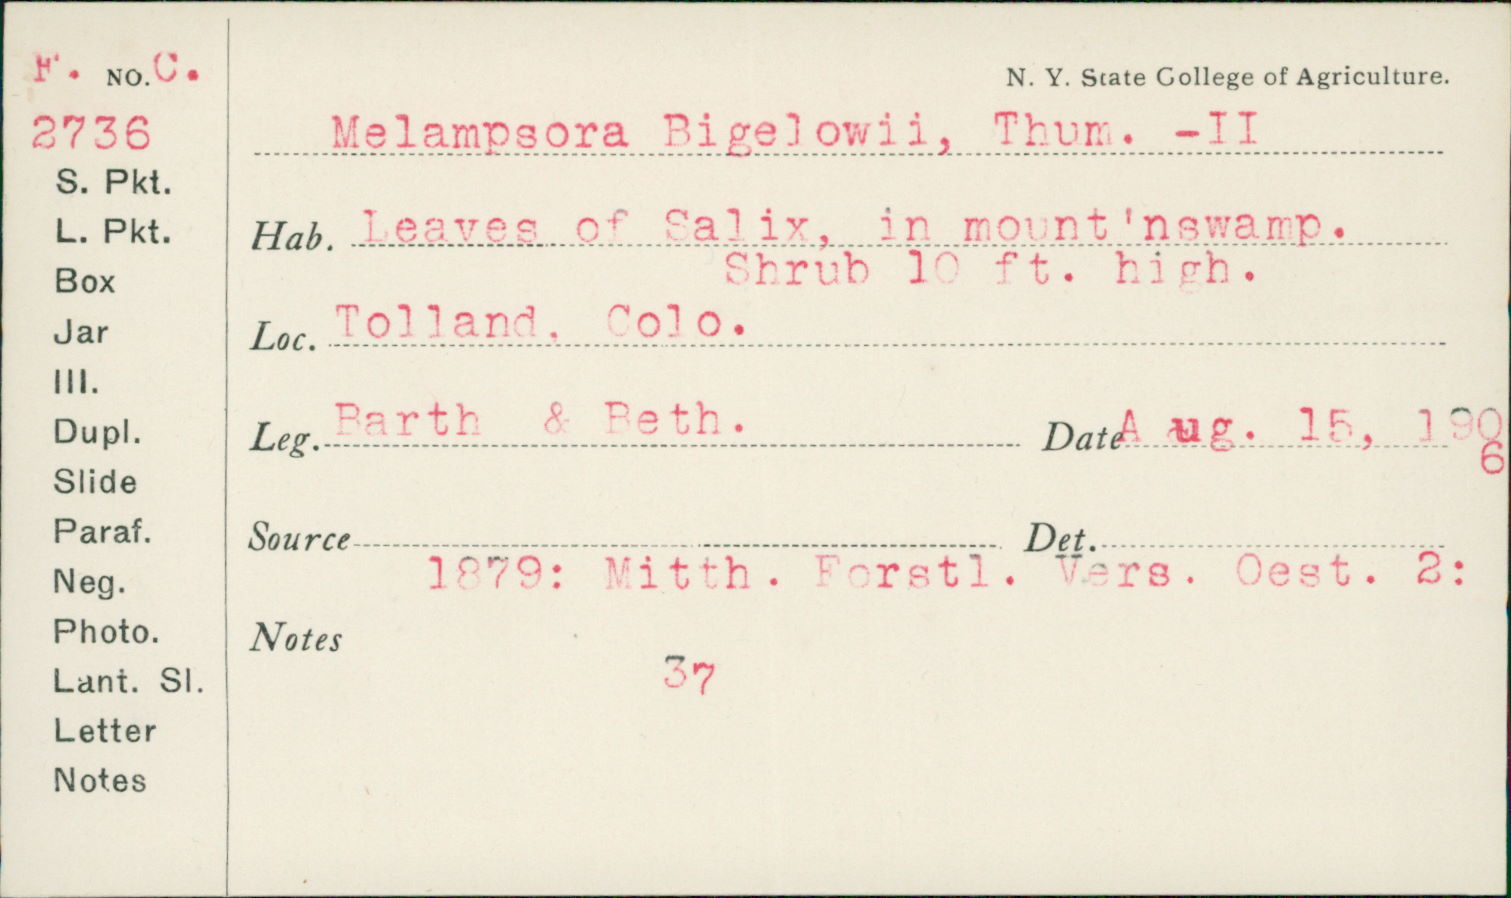 F. NO. C.
2736
S. Pkt.
L. Pkt.
Box
Jar
Ill.
Dupl.
Slide
Paraf.
Neg.
Photo.
Lant. Sl.
Letter
Notes
N. Y. State College of Agriculture.
Melampsora Bigelowii, Thum. -II
Hab. Leaves of Salix, in mount'nswamp.
Shrub 10 ft. high.
Loc. Tolland, Colo.
Leg. Barth & Beth. Date Aug. 15, 190
6
Source Det.
1879: Mitth. Forstl. Vers. Oest. 2:
Notes
37